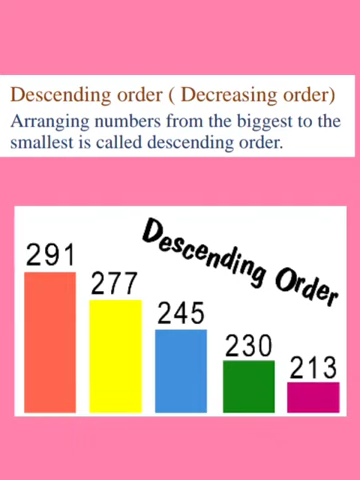 Descending order ( Decreasing order)
Arranging numbers from the biggest to the
smallest is called descending order.
Descending Order
291
277
245
230
213